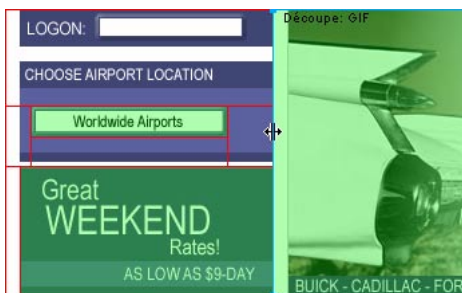 LOGON:
Découpe: GIF
CHOOSE AIRPORT LOCATION
Worldwide Airports
Great
WEEKEND
Rates!
AS LOW AS $9-DAY
BUICK - CADILLAC - FOR